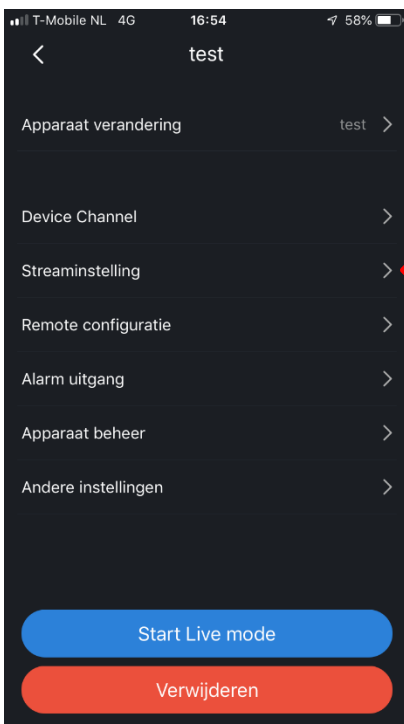 T-Mobile NL 4G 16:54 58%
test
Apparaat verandering test
Device Channel
Streaminstelling
Remote configuratie
Alarm uitgang
Apparaat beheer
Andere instellingen
Start Live mode
Verwijderen